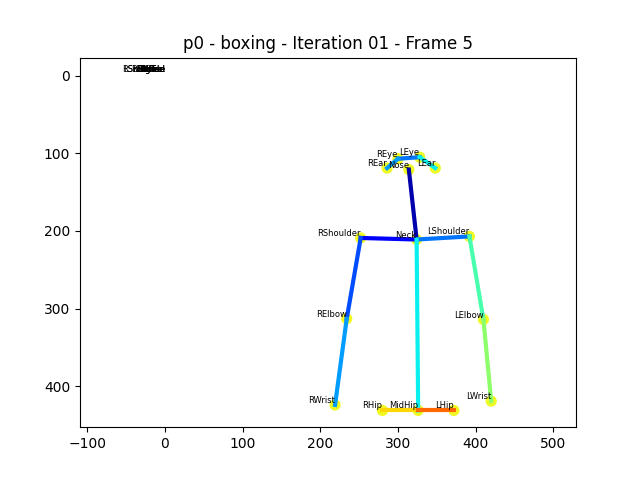 p0 - boxing - Iteration 01 - Frame 5
0
100
200
300
400
REye
LEye
REar
Nose
LEar
RShoulder
Neck
LShoulder
RElbow
LElbow
RWrist
LWrist
RHip
MidHip
LHip
−100
0
100
200
300
400
500